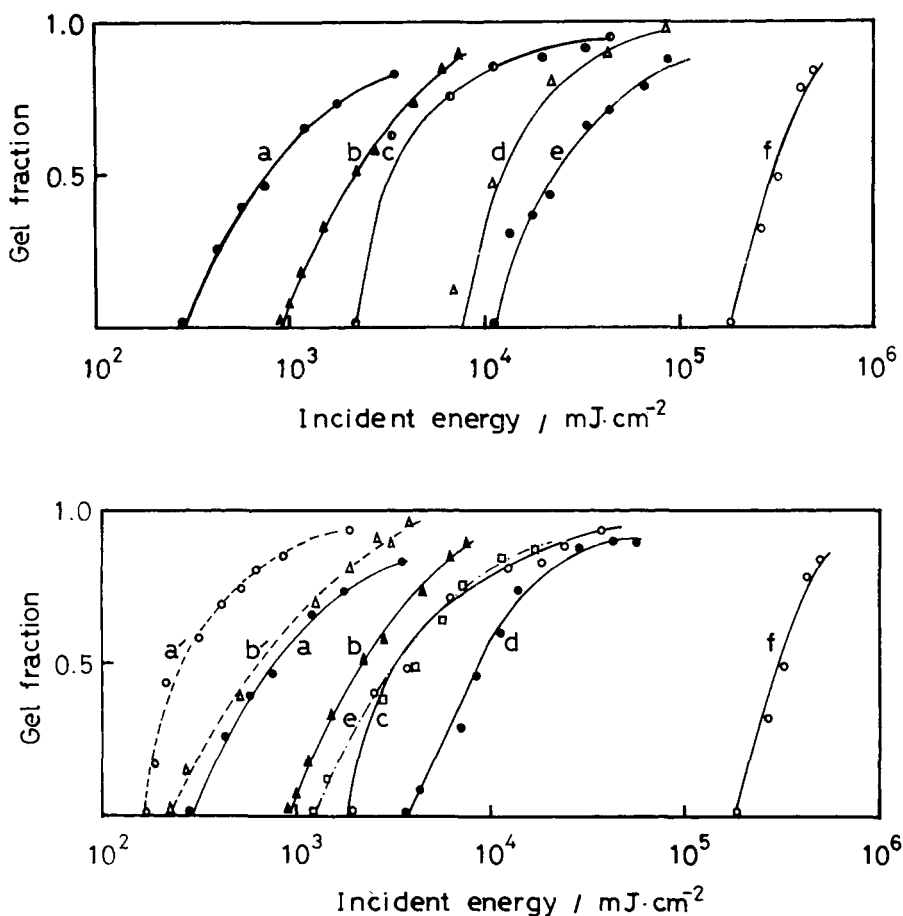 1.0
0.5
Gel fraction
a
b
c
d
e
f
10²
10³
10⁴
10⁵
10⁶
Incident energy / mJ·cm⁻²
1.0
0.5
Gel fraction
a'
b'
a
b
e
c
d
f
10²
10³
10⁴
10⁵
10⁶
Incident energy / mJ·cm⁻²